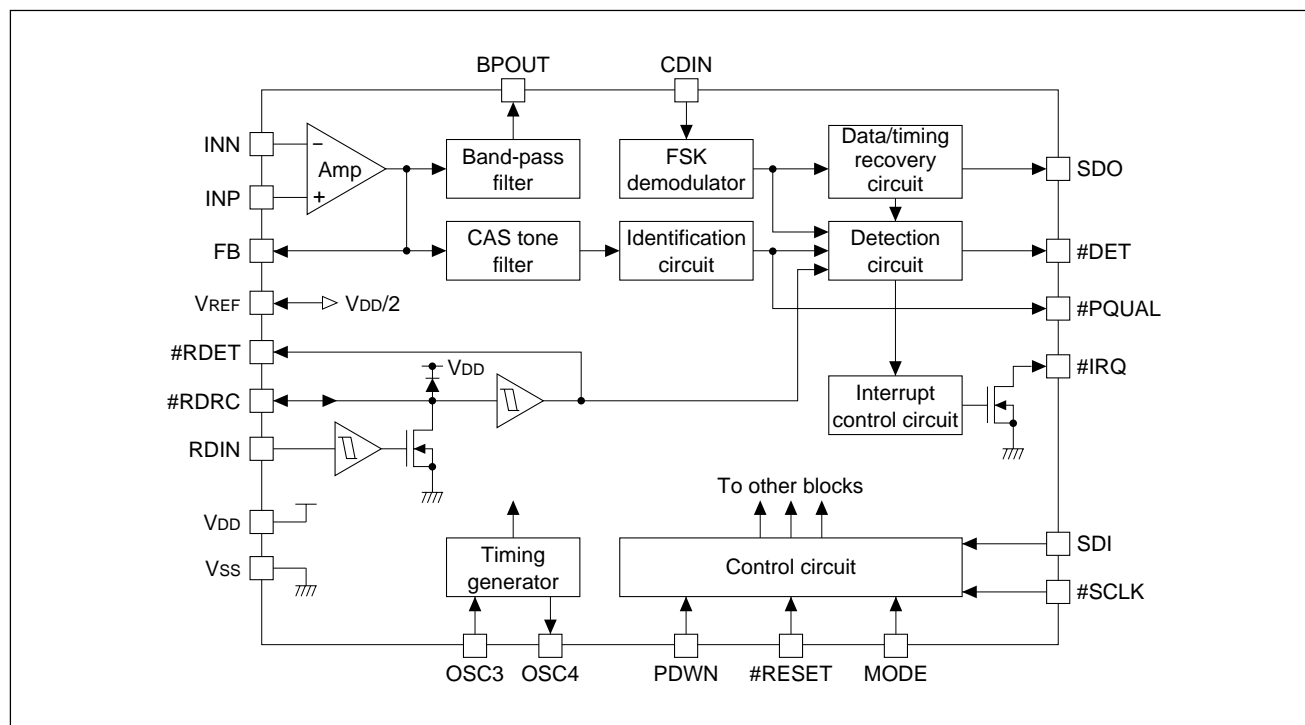 BPOUT
CDIN
INN
−
Amp
INP
+
Band-pass
filter
FSK
demodulator
Data/timing
recovery
circuit
SDO
FB
CAS tone
filter
Identification
circuit
Detection
circuit
#DET
VREF
VDD/2
#PQUAL
#RDET
VDD
#IRQ
#RDRC
Interrupt
control circuit
RDIN
To other blocks
VDD
Timing
generator
Control circuit
SDI
VSS
#SCLK
OSC3
OSC4
PDWN
#RESET
MODE